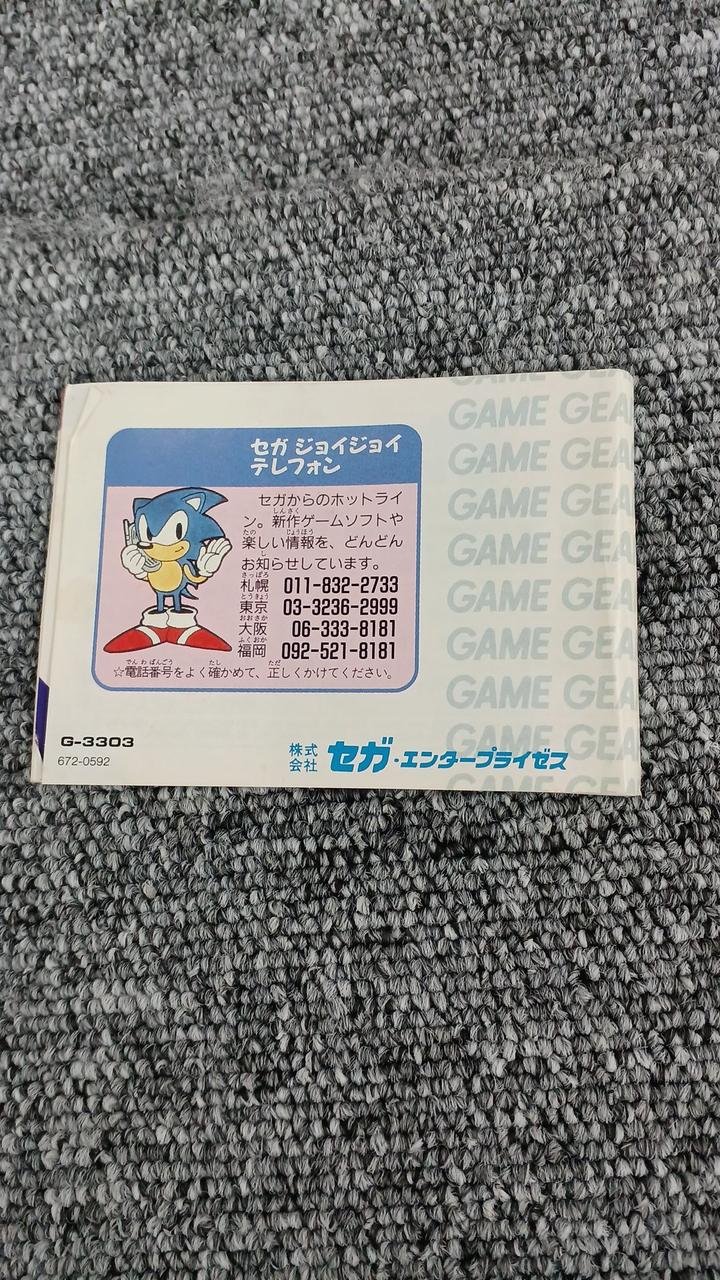 セガ ジョイジョイ
テレフォン
セガからのホットライ
ン。新作ゲームソフトや
楽しい情報を、どんどん
お知らせしています。
札幌 011-832-2733
東京 03-3236-2999
大阪 06-333-8181
福岡 092-521-8181
☆電話番号をよく確かめて、正しくかけてください。
G-3303
672-0592
株式会社 セガ・エンタープライゼス
GAME GEA
GAME GEA
GAME GEA
GAME GEA
GAME GEA
GAME GEA
GAME GEA
GAME GEA